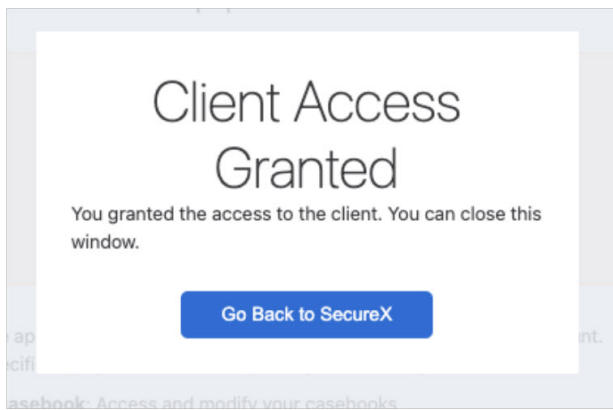 Client Access
Granted
You granted the access to the client. You can close this
window.
Go Back to SecureX
asebook: Access and modify your casebooks